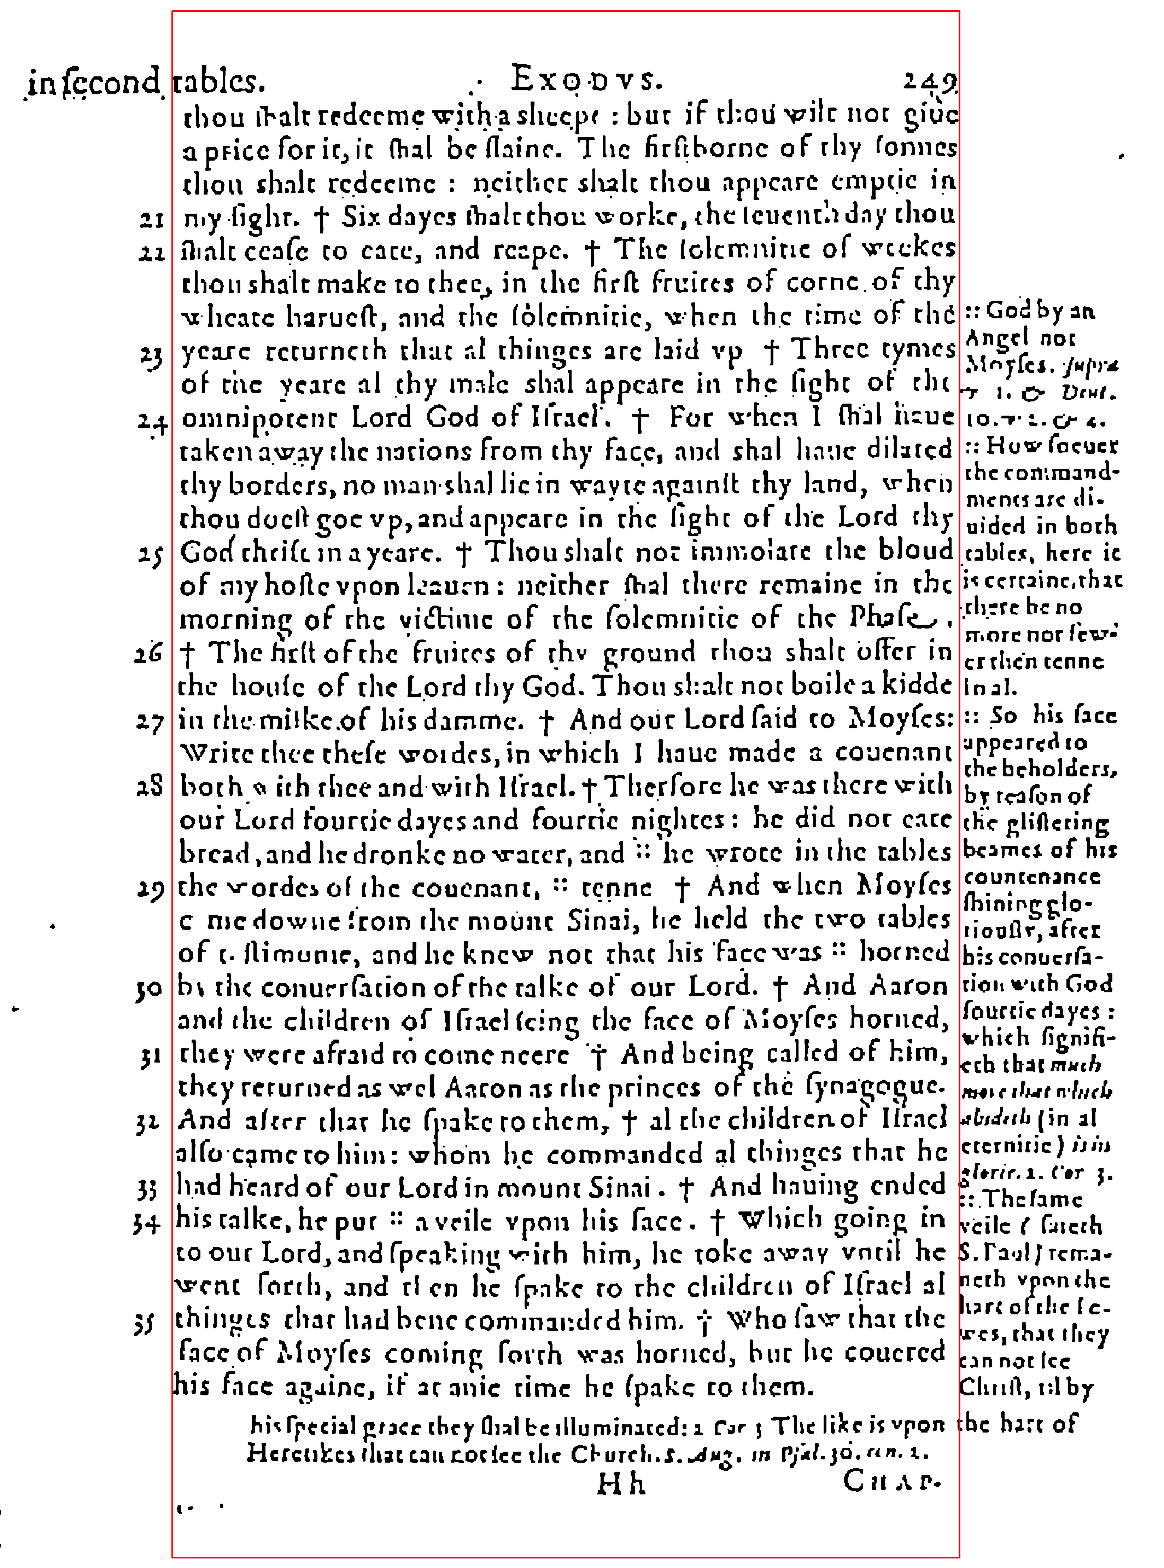 in ſecond tables. EXODVS. 249
thou ſhalt redeeme with a sheepe : but if thou wilt not giue
a price for it, it ſhal be ſlaine. The firſtborne of thy ſonnes
thou shalt redeeme : neither shalt thou appeare emptie in
21 my ſight. † Six dayes ſhalt thou worke, the ſeuenth day thou
22 ſhalt ceaſe to eate, and reape. † The ſolemnitie of weekes
thou shalt make to thee, in the firſt fruites of corne of thy
wheate harueſt, and the ſolemnitie, when the time of the
23 yeare returneth that al thinges are laid vp † Three tymes
of the yeare al thy male shal appeare in the ſight of the
24 omnipotent Lord God of Iſrael. † For when I ſhal haue
taken away the nations from thy face, and shal haue dilated
thy borders, no man shal lie in wayte againſt thy land, when
thou doeſt goe vp, and appeare in the ſight of the Lord thy
25 God thriſe in a yeare. † Thou shalt not immolate the bloud
of my hoſte vpon leauen : neither ſhal there remaine in the
morning of the victime of the ſolemnitie of the Phaſe.
26 † The firſt of the fruites of thy ground thou shalt offer in
the houſe of the Lord thy God. Thou shalt not boile a kidde
27 in the milke of his damme. † And our Lord ſaid to Moyſes:
Write thee theſe wordes, in which I haue made a couenant
28 both with thee and with Iſrael. † Therfore he was there with
our Lord fourtie dayes and fourtie nightes : he did not eate
bread, and he dronke no water, and :: he wrote in the tables
29 the wordes of the couenant, :: tenne † And when Moyſes
c me downe from the mount Sinai, he held the two tables
of t. ſtimonie, and he knew not that his face was :: horned
30 by the conuerſation of the talke of our Lord. † And Aaron
and the children of Iſrael ſeing the face of Moyſes horned,
31 they were afraid to come neere † And being called of him,
they returned as wel Aaron as the princes of the ſynagogue.
32 And after that he ſpake to them, † al the children of Iſrael
alſo came to him : whom he commanded al thinges that he
33 had heard of our Lord in mount Sinai. † And hauing ended
34 his talke, he put :: a veile vpon his face. † Which going in
to our Lord, and ſpeaking with him, he toke away vntil he
went forth, and then he ſpake to the children of Iſrael al
35 thinges that had bene commanded him. † Who ſaw that the
face of Moyſes coming forth was horned, but he couered
his face againe, if at anie time he ſpake to them.
:: God by an
Angel not
Moyſes. ſupra
v 1. & Deut.
10. v 2. & 4.
:: How ſoeuer
the command-
ments are di-
uided in both
tables, here it
is certaine, that
there be no
more nor few-
er then tenne
in al.
:: So his face
appeared to
the beholders,
by reaſon of
the gliſtering
beames of his
countenance
ſhining glo-
riouſly, after
his conuerſa-
tion with God
fourtie dayes :
which ſignifi-
eth that much
more that which
abideth (in al
eternitie) is in
glorie. 2. Cor 3.
:: The ſame
veile (ſaieth
S. Paul) rema-
neth vpon the
hart of the Ie-
wes, that they
can not ſee
Chriſt, til by
his ſpecial grace they ſhal be illuminated: 2 Cor 3 The like is vpon the hart of
Heretikes that can not ſee the Church. S. Aug. in Pſal. 30. 2.
Hh CHAP.